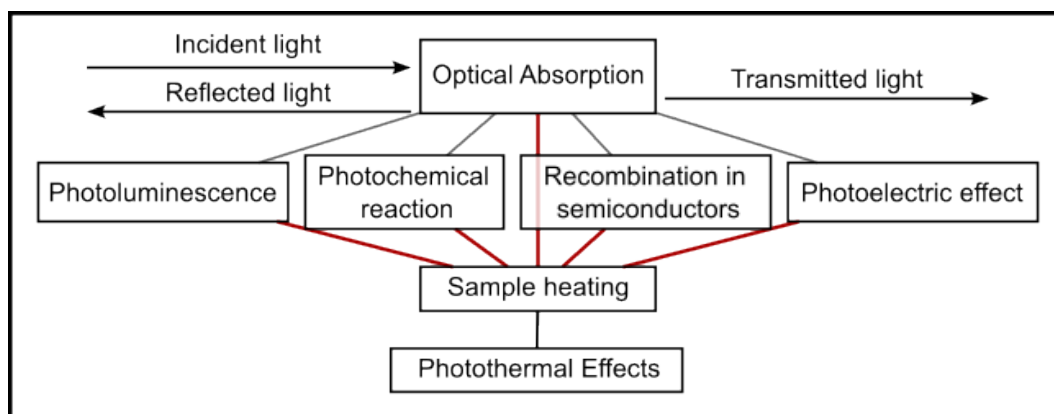 Incident light
Reflected light
Optical Absorption
Transmitted light
Photoluminescence
Photochemical
reaction
Recombination in
semiconductors
Photoelectric effect
Sample heating
Photothermal Effects